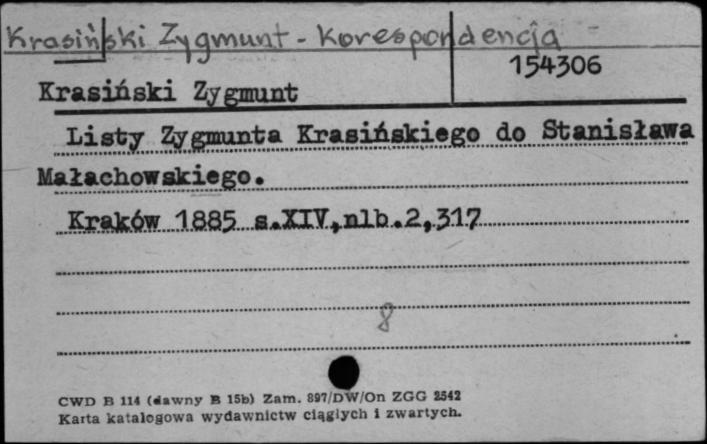 Krasiński Zygmunt - korespondencja
154306
Krasiński Zygmunt
Listy Zygmunta Krasińskiego do Stanisława
Małachowskiego.
Kraków 1885 s.XIV,nlb.2,317
8
CWD B 114 (dawny B 15b) Zam. 897/DW/On ZGG 2542
Karta katalogowa wydawnictw ciągłych i zwartych.